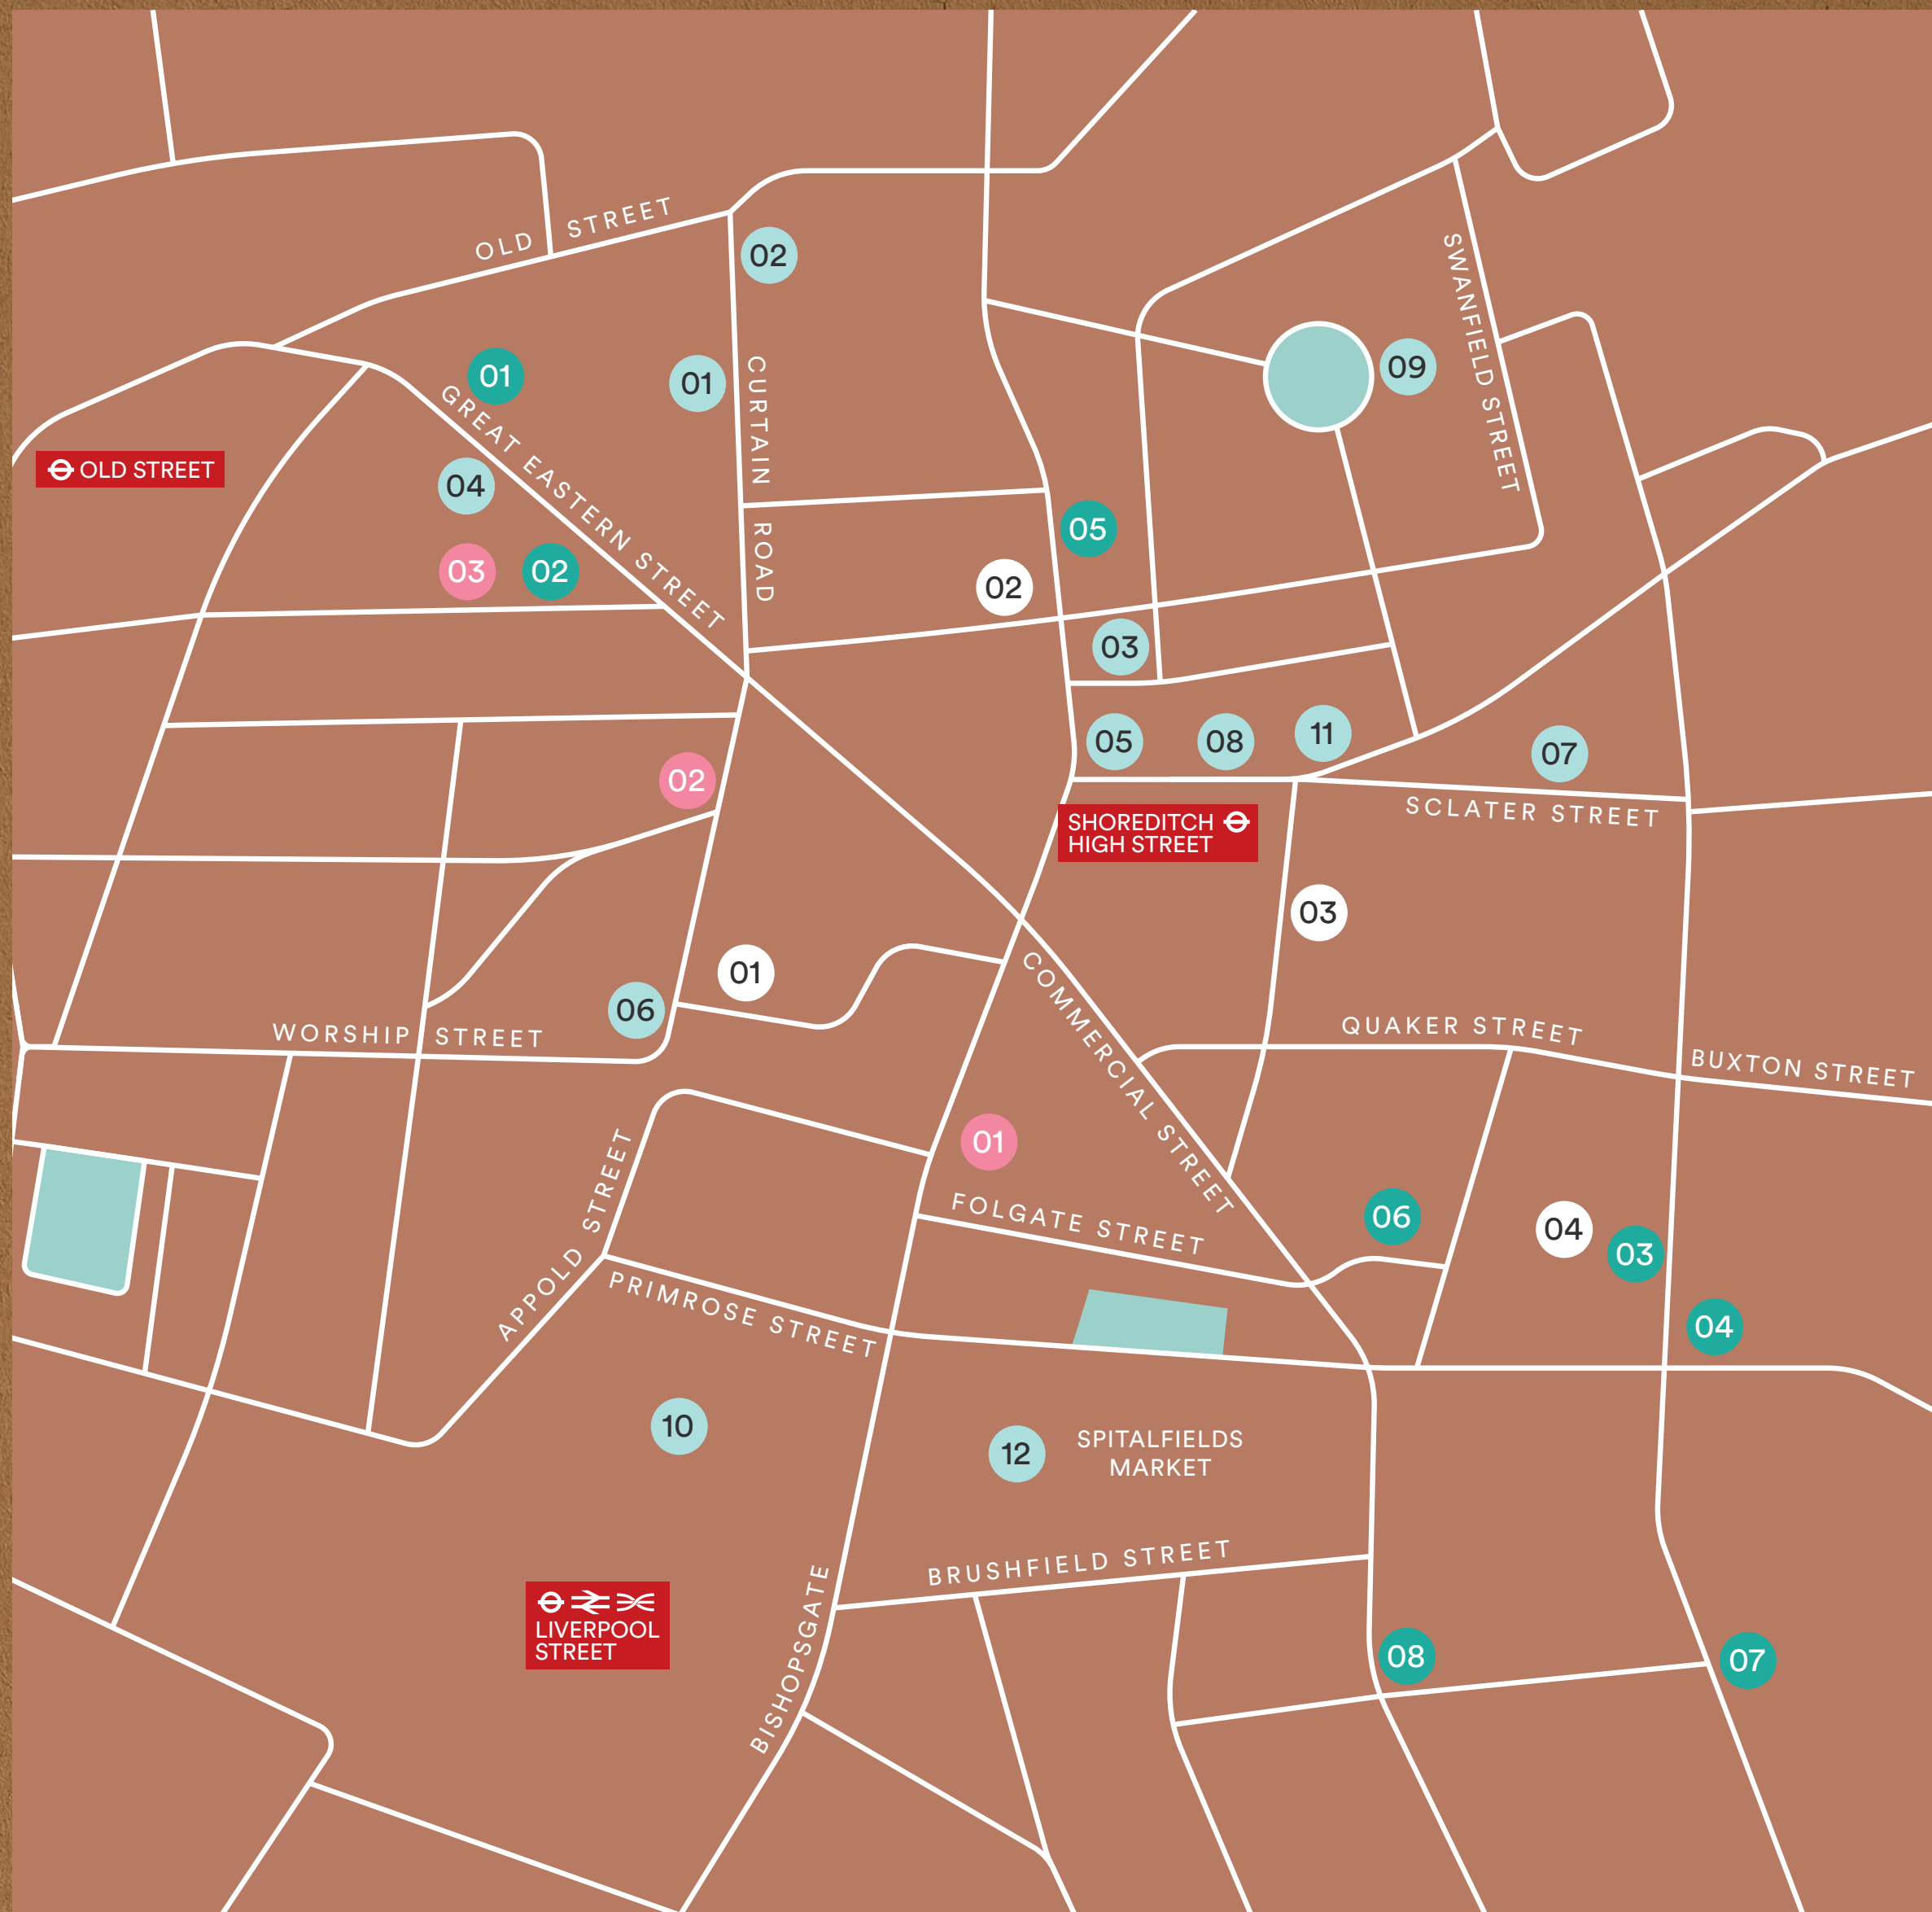 OLD STREET
02
SWANFIELD STREET
01
01
CURTAIN ROAD
09
GREAT EASTERN STREET
OLD STREET
04
05
03
02
02
03
05
08
11
07
02
SCLATER STREET
SHOREDITCH
HIGH STREET
03
01
COMMERCIAL STREET
06
WORSHIP STREET
QUAKER STREET
BUXTON STREET
01
APPOLD STREET
FOLGATE STREET
06
04
03
PRIMROSE STREET
04
10
12
SPITALFIELDS
MARKET
BRUSHFIELD STREET
BISHOPSGATE
LIVERPOOL
STREET
08
07